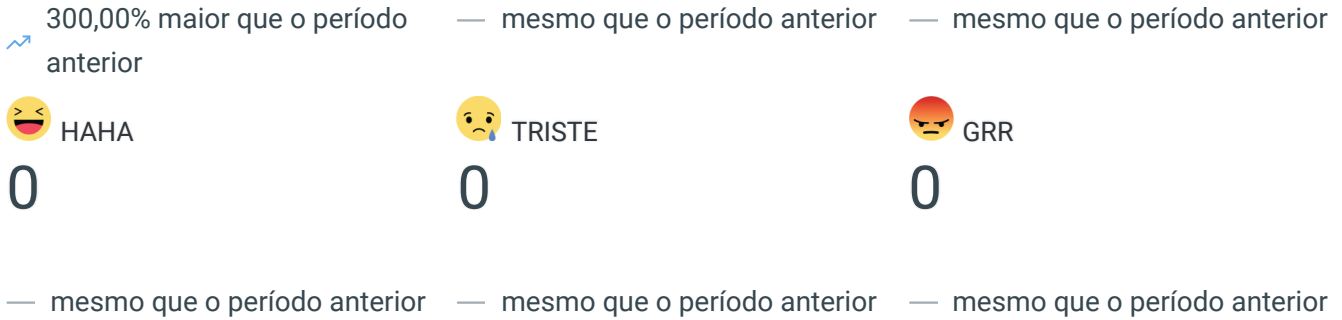 300,00% maior que o período
anterior
mesmo que o período anterior
mesmo que o período anterior
HAHA
0
mesmo que o período anterior
TRISTE
0
mesmo que o período anterior
GRR
0
mesmo que o período anterior